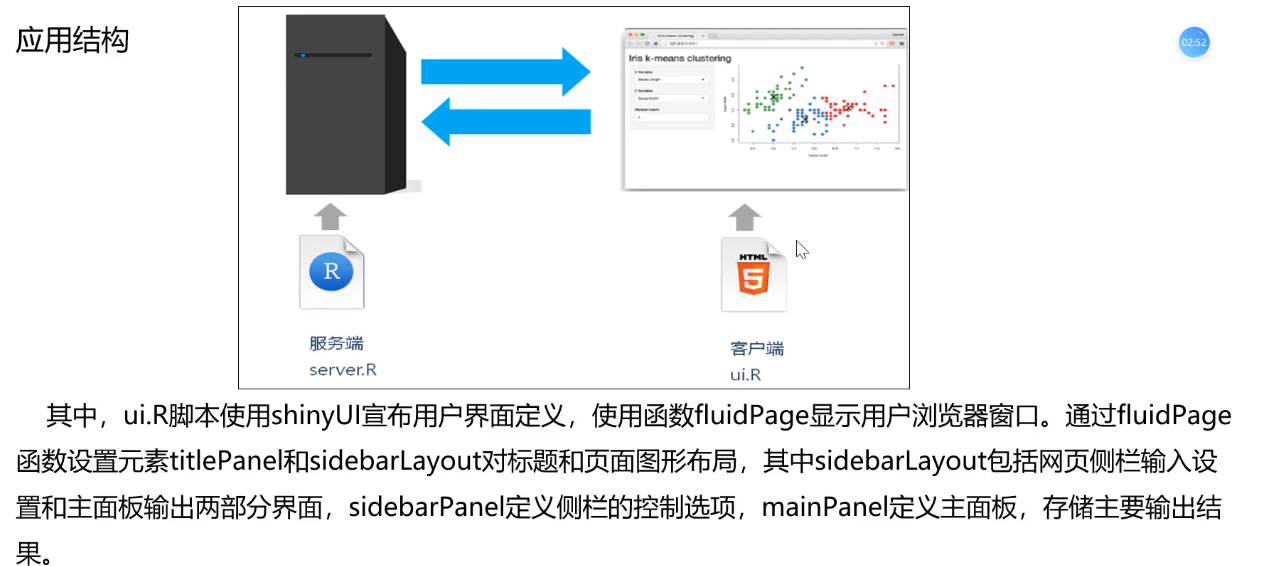 应用结构
02:52
Iris k-means clustering
R
HTML
5
服务端
server.R
客户端
ui.R
其中，ui.R脚本使用shinyUI宣布用户界面定义，使用函数fluidPage显示用户浏览器窗口。通过fluidPage
函数设置元素titlePanel和sidebarLayout对标题和页面图形布局，其中sidebarLayout包括网页侧栏输入设
置和主面板输出两部分界面，sidebarPanel定义侧栏的控制选项，mainPanel定义主面板，存储主要输出结
果。